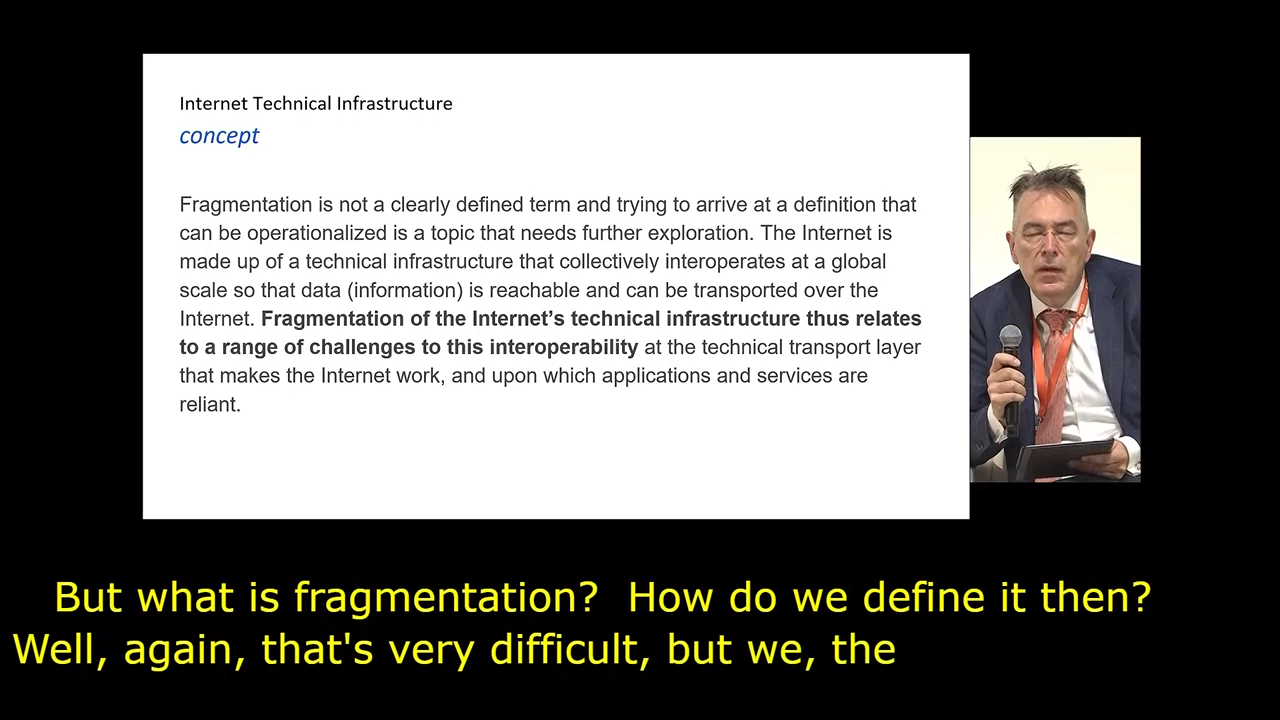 Internet Technical Infrastructure
concept
Fragmentation is not a clearly defined term and trying to arrive at a definition that
can be operationalized is a topic that needs further exploration. The Internet is
made up of a technical infrastructure that collectively interoperates at a global
scale so that data (information) is reachable and can be transported over the
Internet. Fragmentation of the Internet’s technical infrastructure thus relates
to a range of challenges to this interoperability at the technical transport layer
that makes the Internet work, and upon which applications and services are
reliant.
But what is fragmentation?  How do we define it then?
Well, again, that's very difficult, but we, the